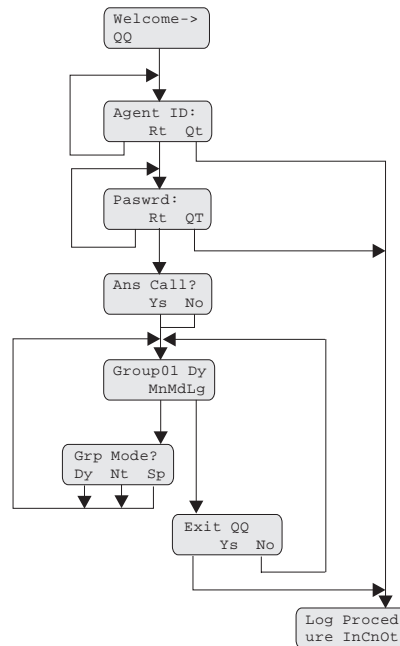 Welcome->
QQ
Agent ID:
Rt Qt
Paswrd:
Rt QT
Ans Call?
Ys No
Group01 Dy
MnMdLg
Grp Mode?
Dy Nt Sp
Exit QQ
Ys No
Log Proced
ure InCnOt